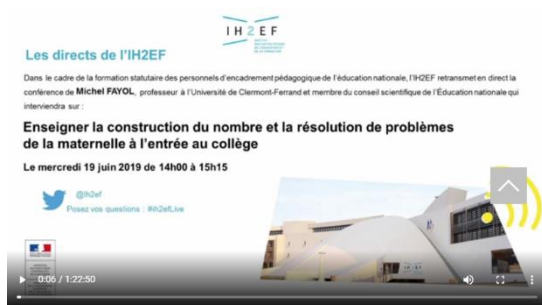 IH2EF
Les directs de l'IH2EF
Dans le cadre de la formation statutaire des personnels d'encadrement pédagogique de l'éducation nationale, l'IH2EF retransmet en direct la
conférence de Michel FAYOL, professeur à l'Université de Clermont-Ferrand et membre du conseil scientifique de l'Éducation nationale qui
interviendra sur :
Enseigner la construction du nombre et la résolution de problèmes
de la maternelle à l'entrée au collège
Le mercredi 19 juin 2019 de 14h00 à 15h15
@Ih2ef
Posez vos questions : #ih2efLive
0:06 / 1:22:50